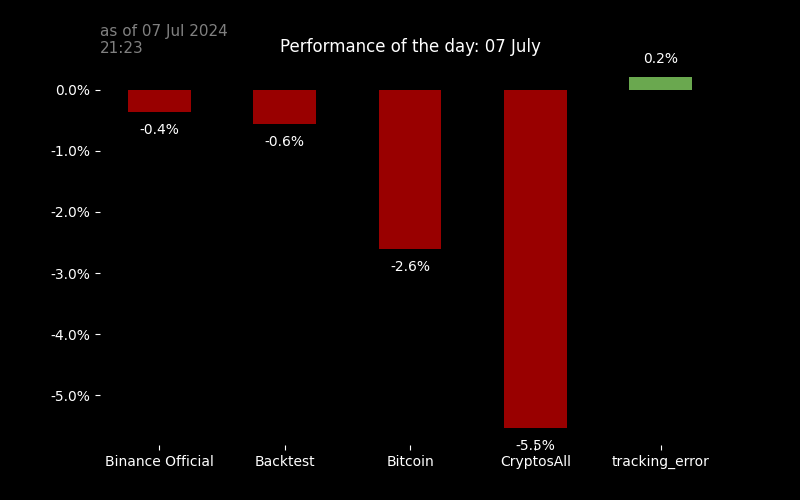 as of 07 Jul 2024
21:23
Performance of the day: 07 July
0.2%
0.0%
-0.4%
-0.6%
-1.0%
-2.0%
-2.6%
-3.0%
-4.0%
-5.0%
-5.5%
Binance Official
Backtest
Bitcoin
CryptosAll
tracking_error